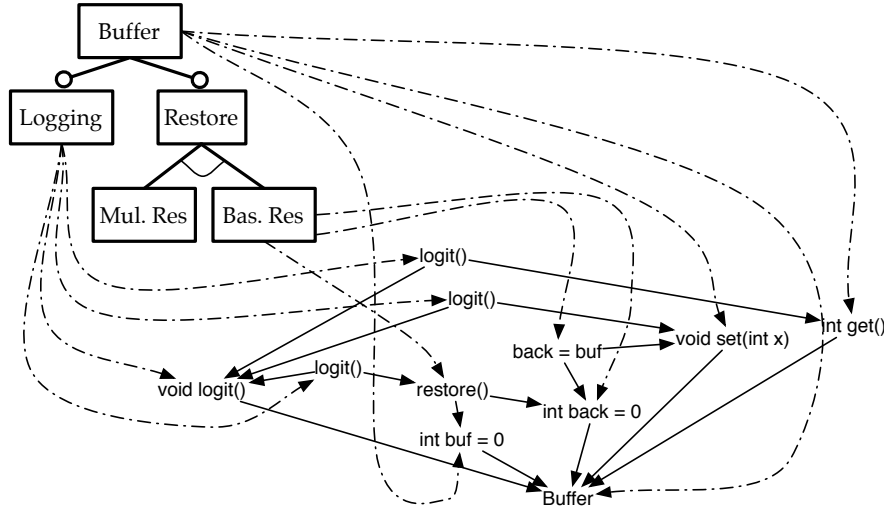 Buffer
Logging
Restore
Mul. Res
Bas. Res
logit()
logit()
int get()
void set(int x)
back = buf
logit()
void logit()
restore()
int back = 0
int buf = 0
Buffer